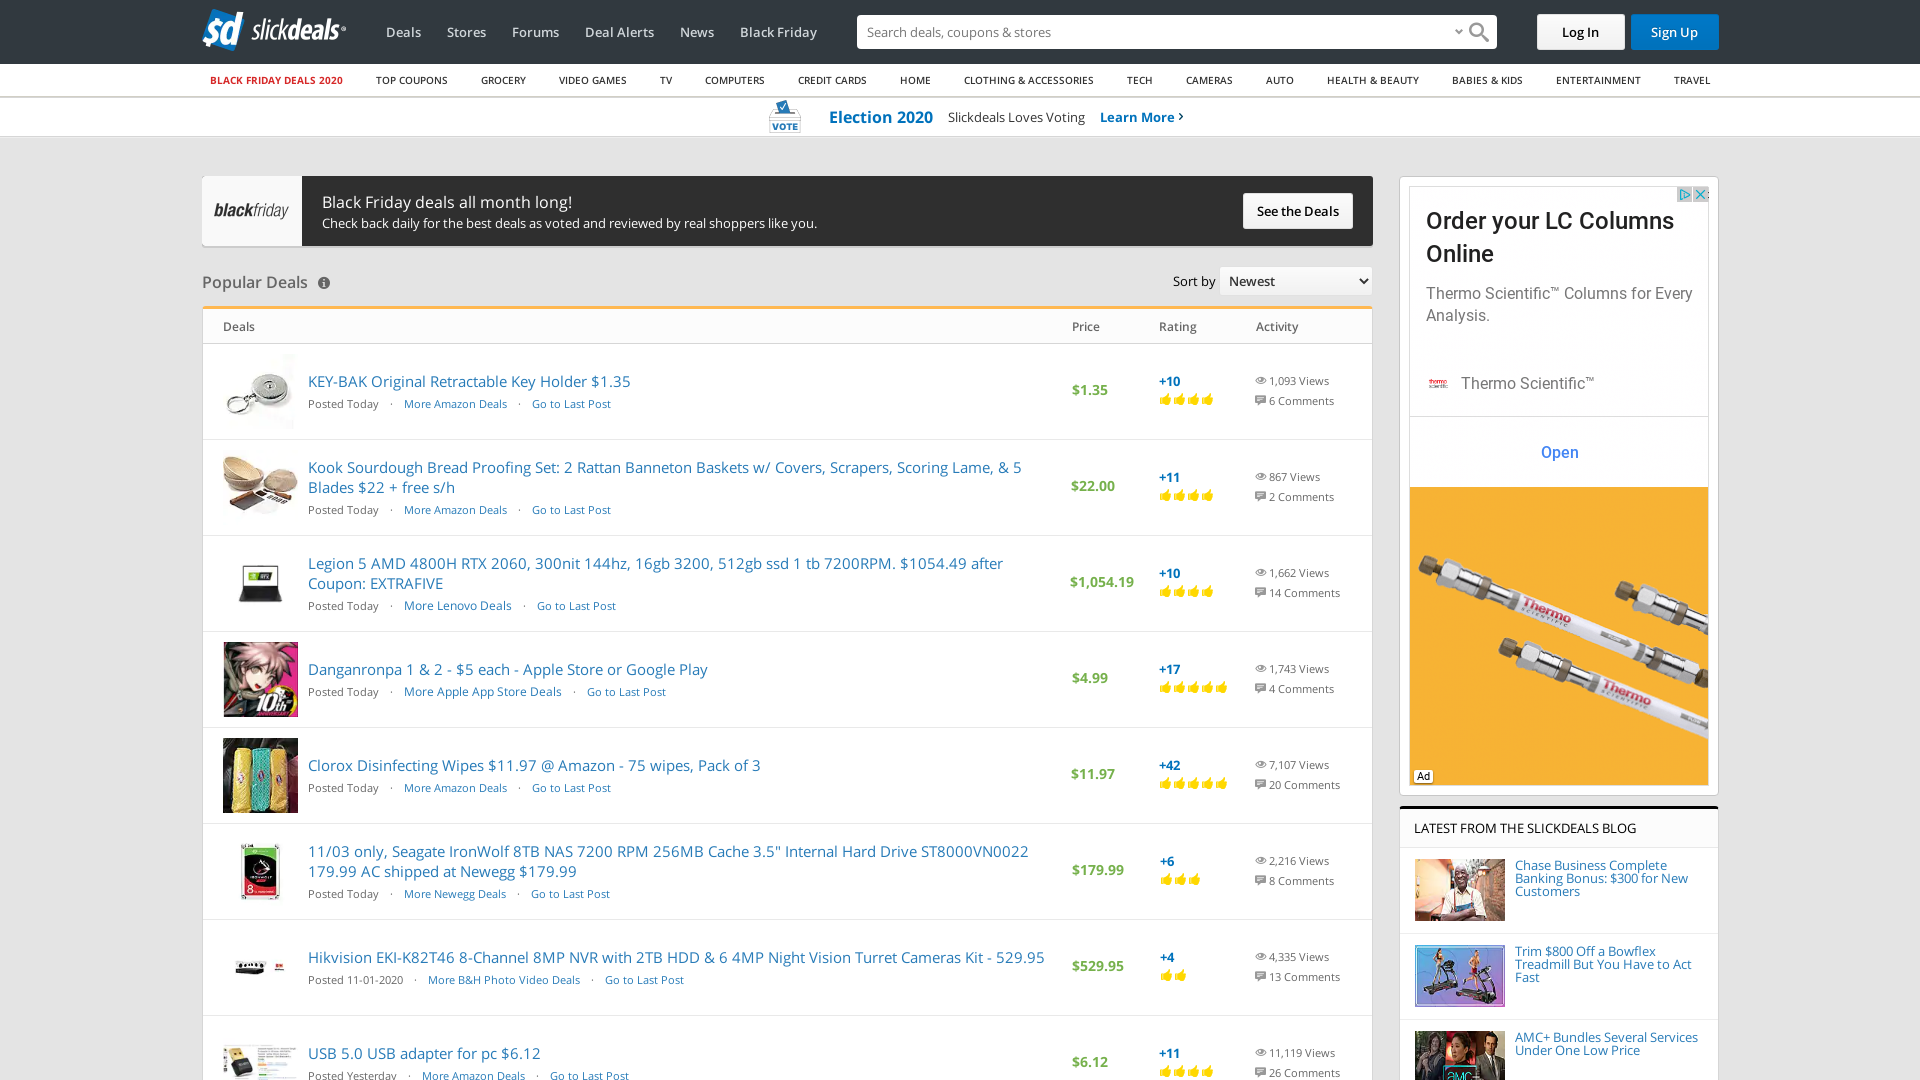 slickdeals
Deals
Stores
Forums
Deal Alerts
News
Black Friday
Search deals, coupons & stores
Log In
Sign Up
BLACK FRIDAY DEALS 2020
TOP COUPONS
GROCERY
VIDEO GAMES
TV
COMPUTERS
CREDIT CARDS
HOME
CLOTHING & ACCESSORIES
TECH
CAMERAS
AUTO
HEALTH & BEAUTY
BABIES & KIDS
ENTERTAINMENT
TRAVEL
VOTE
Election 2020 Slickdeals Loves Voting Learn More
blackfriday
Black Friday deals all month long!
Check back daily for the best deals as voted and reviewed by real shoppers like you.
See the Deals
Popular Deals
Sort by Newest
Deals Price Rating Activity
KEY-BAK Original Retractable Key Holder $1.35
Posted Today · More Amazon Deals · Go to Last Post
$1.35
+10
1,093 Views
6 Comments
Kook Sourdough Bread Proofing Set: 2 Rattan Banneton Baskets w/ Covers, Scrapers, Scoring Lame, & 5
Blades $22 + free s/h
Posted Today · More Amazon Deals · Go to Last Post
$22.00
+11
867 Views
2 Comments
Legion 5 AMD 4800H RTX 2060, 300nit 144hz, 16gb 3200, 512gb ssd 1 tb 7200RPM. $1054.49 after
Coupon: EXTRAFIVE
Posted Today · More Lenovo Deals · Go to Last Post
$1,054.19
+10
1,662 Views
14 Comments
10th
Danganronpa 1 & 2 - $5 each - Apple Store or Google Play
Posted Today · More Apple App Store Deals · Go to Last Post
$4.99
+17
1,743 Views
4 Comments
Clorox Disinfecting Wipes $11.97 @ Amazon - 75 wipes, Pack of 3
Posted Today · More Amazon Deals · Go to Last Post
$11.97
+42
7,107 Views
20 Comments
11/03 only, Seagate IronWolf 8TB NAS 7200 RPM 256MB Cache 3.5" Internal Hard Drive ST8000VN0022
179.99 AC shipped at Newegg $179.99
Posted Today · More Newegg Deals · Go to Last Post
$179.99
+6
2,216 Views
8 Comments
Hikvision EKI-K82T46 8-Channel 8MP NVR with 2TB HDD & 6 4MP Night Vision Turret Cameras Kit - 529.95
Posted 11-01-2020 · More B&H Photo Video Deals · Go to Last Post
$529.95
+4
4,335 Views
13 Comments
USB 5.0 USB adapter for pc $6.12
Posted Yesterday · More Amazon Deals · Go to Last Post
$6.12
+11
11,119 Views
26 Comments
Order your LC Columns
Online
Thermo Scientific™ Columns for Every
Analysis.
thermo
scientific
Thermo Scientific™
Open
Thermo
SCIENTIFIC
Thermo
SCIENTIFIC
Ad
LATEST FROM THE SLICKDEALS BLOG
Chase Business Complete
Banking Bonus: $300 for New
Customers
Trim $800 Off a Bowflex
Treadmill But You Have to Act
Fast
AMC+ Bundles Several Services
Under One Low Price
amc+